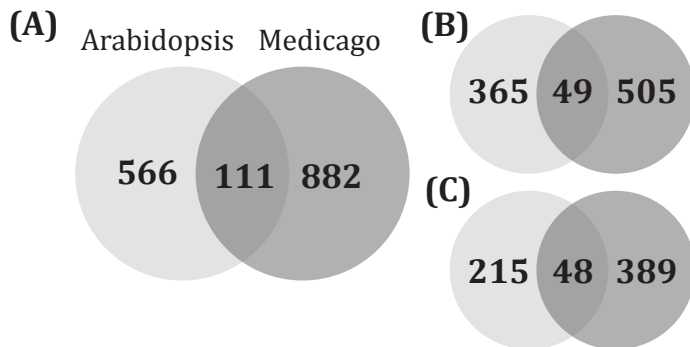 (A)
Arabidopsis Medicago
566 111 882
(B)
365 49 505
(C)
215 48 389